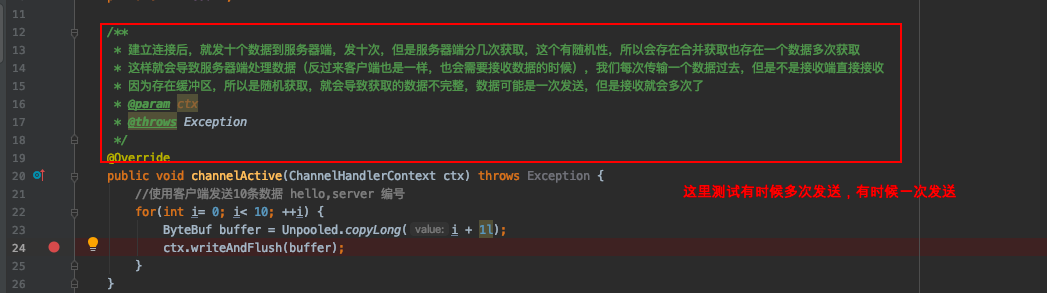 11
12 /**
13 * 建立连接后，就发十个数据到服务器端，发十次，但是服务器端分几次获取，这个有随机性，所以会存在合并获取也存在一个数据多次获取
14 * 这样就会导致服务器端处理数据（反过来客户端也是一样，也会需要接收数据的时候），我们每次传输一个数据过去，但是不是接收端直接接收
15 * 因为存在缓冲区，所以是随机获取，就会导致获取的数据不完整，数据可能是一次发送，但是接收就会多次了
16 * @param ctx
17 * @throws Exception
18 */
19 @Override
20 public void channelActive(ChannelHandlerContext ctx) throws Exception {
21 //使用客户端发送10条数据 hello,server 编号
这里测试有时候多次发送，有时候一次发送
22 for(int i= 0; i< 10; ++i) {
23 ByteBuf buffer = Unpooled.copyLong( value: i + 1l);
24 ctx.writeAndFlush(buffer);
25 }
26 }